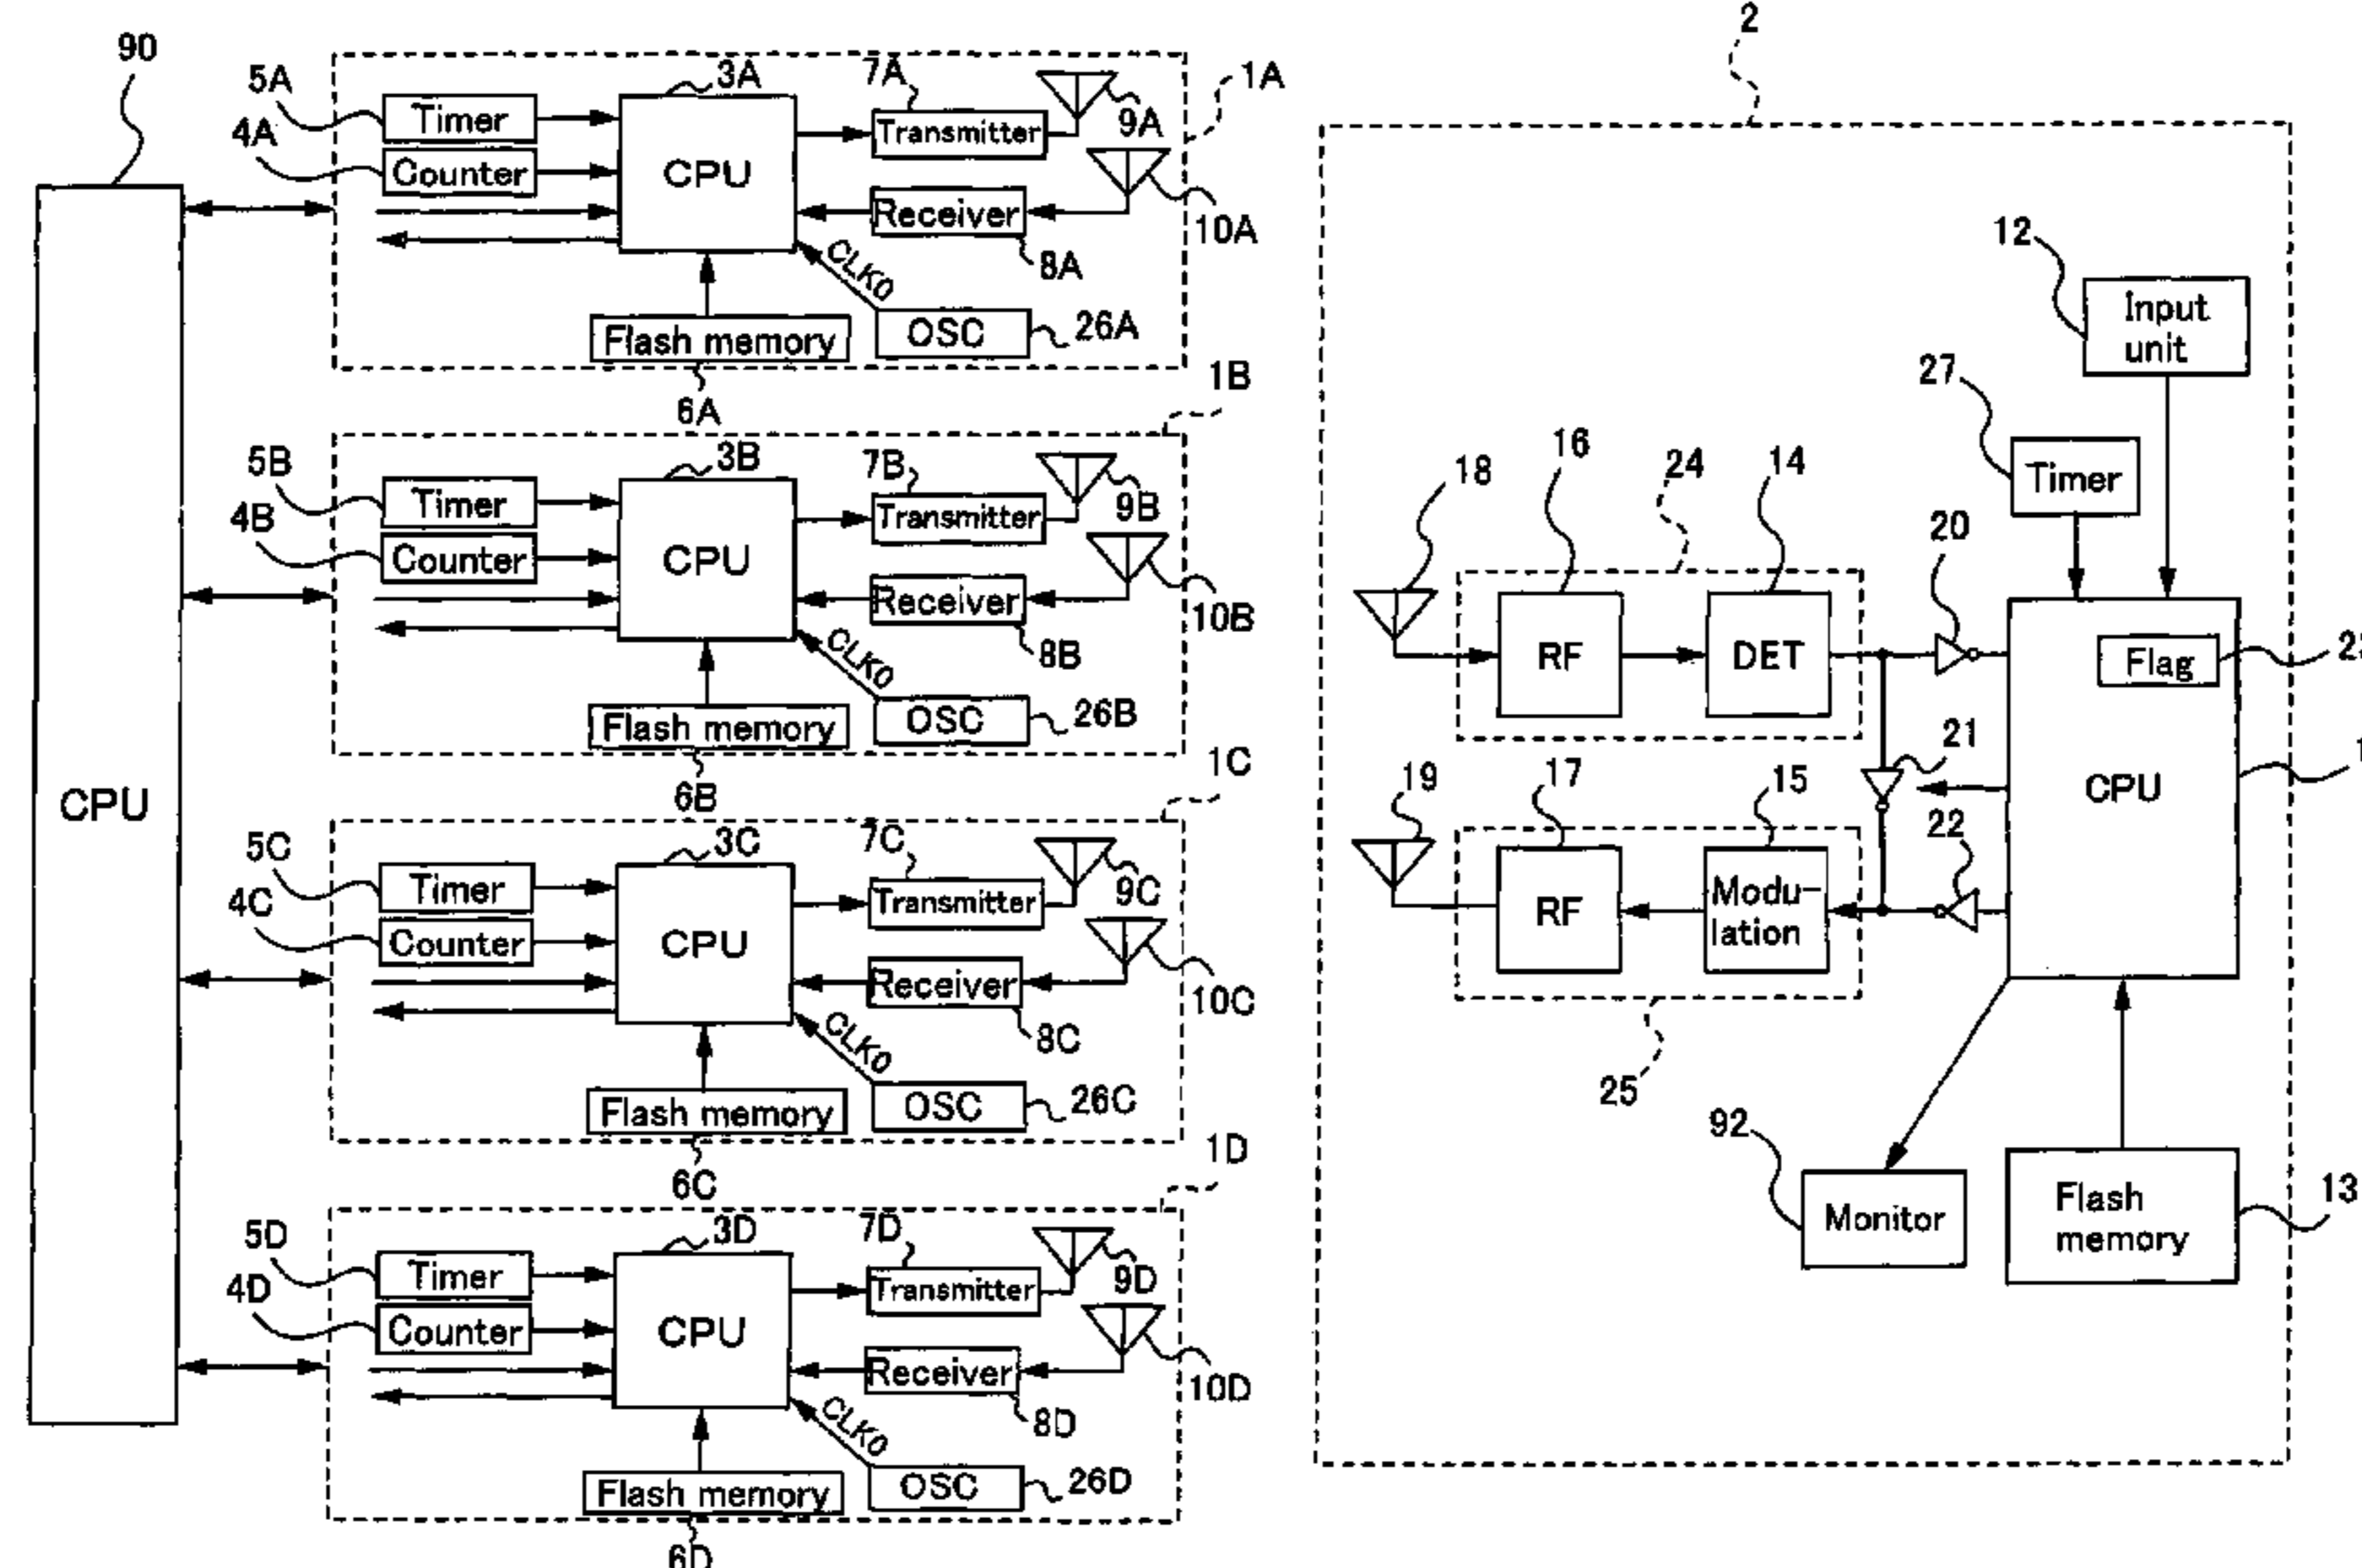 90
CPU
5A
Timer
4A
Counter
3A
CPU
7A
Transmitter
9A
1A
Receiver
10A
8A
CLK0
OSC
26A
Flash memory
6A
1B
5B
Timer
4B
Counter
3B
CPU
7B
Transmitter
9B
Receiver
10B
8B
CLK0
OSC
26B
Flash memory
6B
1C
5C
Timer
4C
Counter
3C
CPU
7C
Transmitter
9C
Receiver
10C
8C
CLK0
OSC
26C
Flash memory
6C
1D
5D
Timer
4D
Counter
3D
CPU
7D
Transmitter
9D
Receiver
10D
8D
CLK0
OSC
26D
Flash memory
6D
2
12
Input
unit
27
Timer
18
16
RF
24
14
DET
20
Flag
21
CPU
19
17
RF
15
Modu-
lation
22
25
92
Monitor
Flash
memory
13